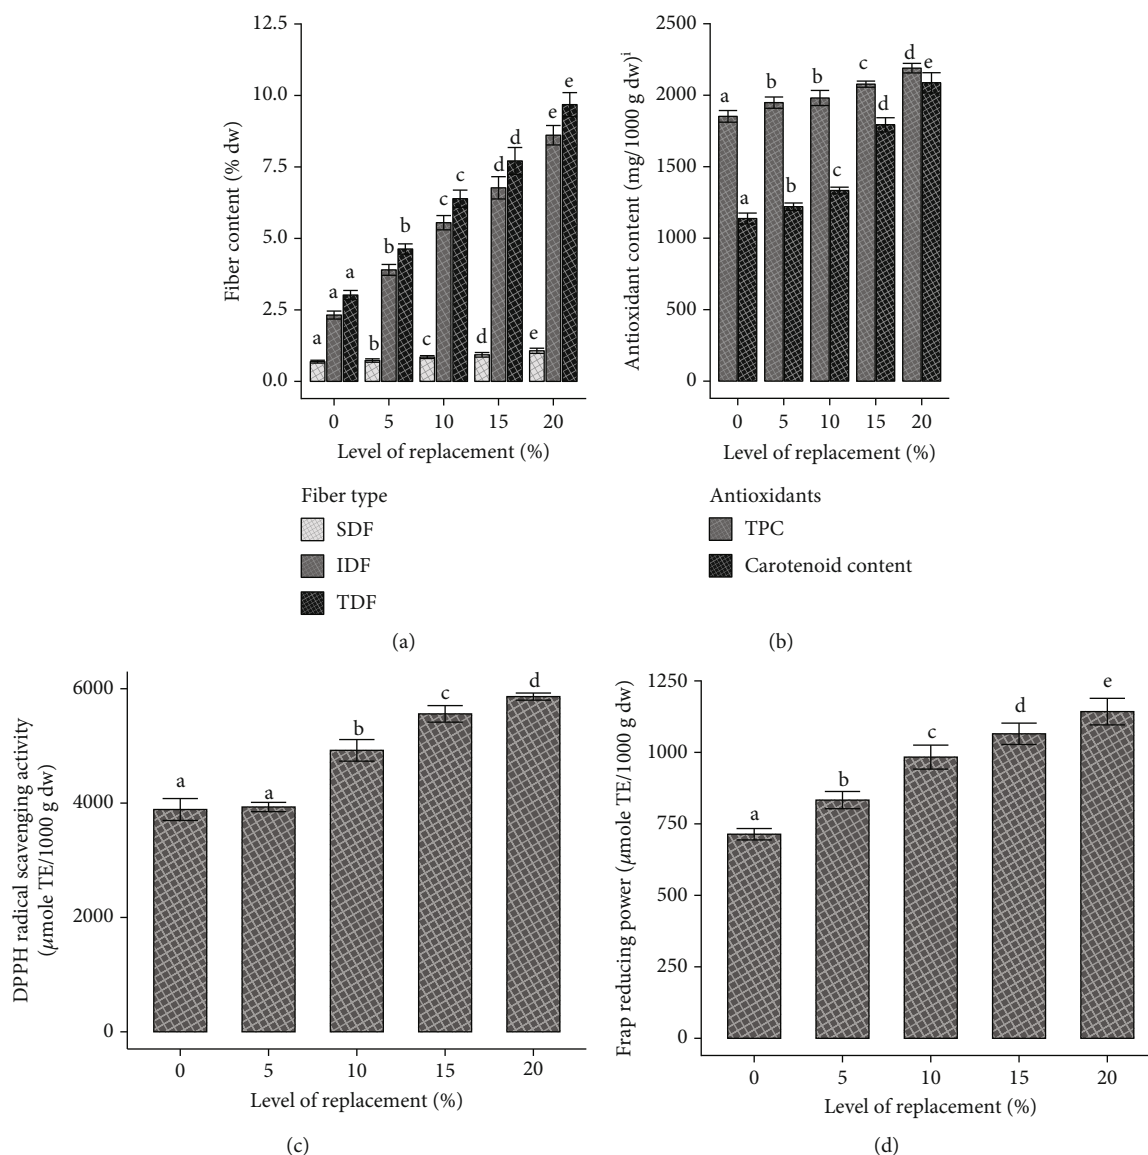 Fiber content (% dw)
12.5
10.0
7.5
5.0
2.5
0.0
a
a
a
b
b
b
c
c
c
d
d
d
e
e
e
0 5 10 15 20
Level of replacement (%)
Fiber type
SDF
IDF
TDF
(a)
Antioxidant content (mg/1000 g dw)ⁱ
2500
2000
1500
1000
500
0
a
a
b
b
b
c
c
d
d
e
0 5 10 15 20
Level of replacement (%)
Antioxidants
TPC
Carotenoid content
(b)
DPPH radical scavenging activity
(μmole TE/1000 g dw)
6000
4000
2000
0
a
a
b
c
d
0 5 10 15 20
Level of replacement (%)
(c)
Frap reducing power (μmole TE/1000 g dw)
1250
1000
750
500
250
0
a
b
c
d
e
0 5 10 15 20
Level of replacement (%)
(d)